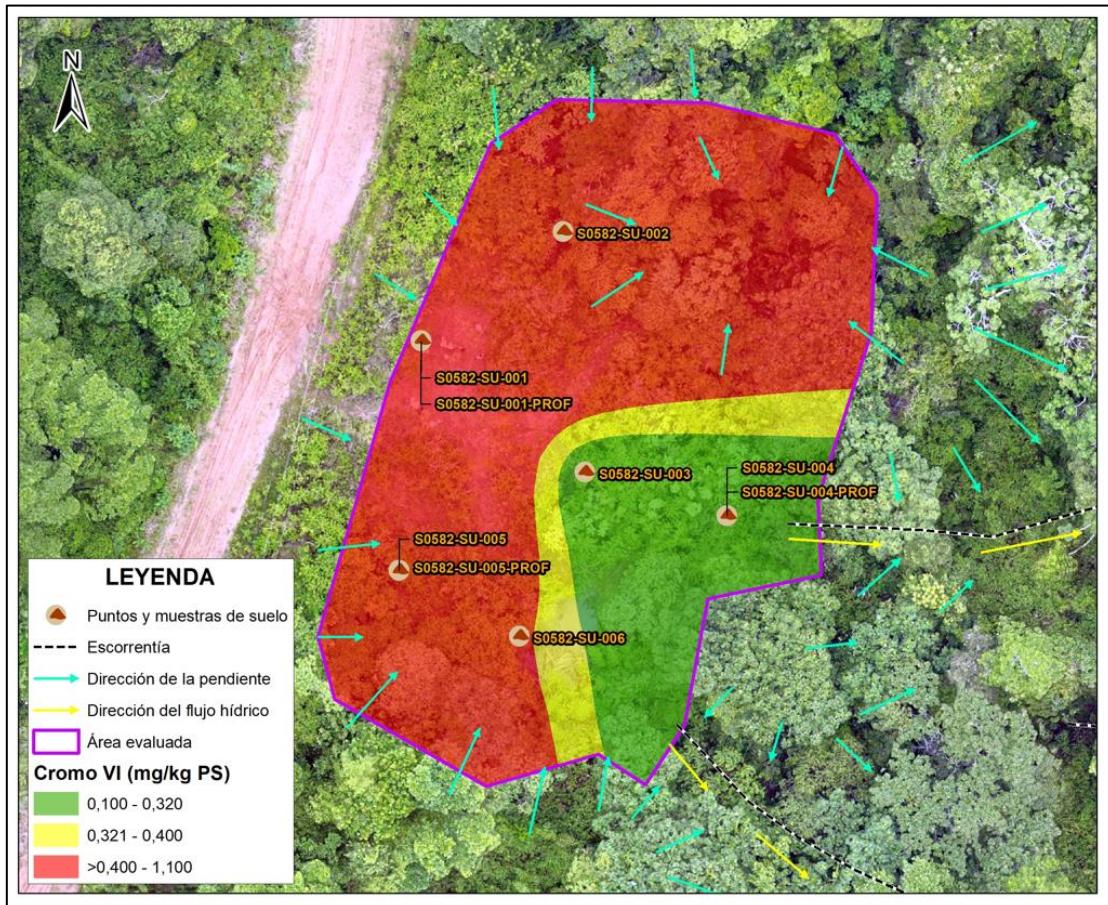 N
S0582-SU-002
S0582-SU-001
S0582-SU-001-PROF
S0582-SU-003
S0582-SU-004
S0582-SU-004-PROF
S0582-SU-005
S0582-SU-005-PROF
S0582-SU-006
LEYENDA
Puntos y muestras de suelo
Escorrentía
Dirección de la pendiente
Dirección del flujo hídrico
Área evaluada
Cromo VI (mg/kg PS)
0,100 - 0,320
0,321 - 0,400
>0,400 - 1,100